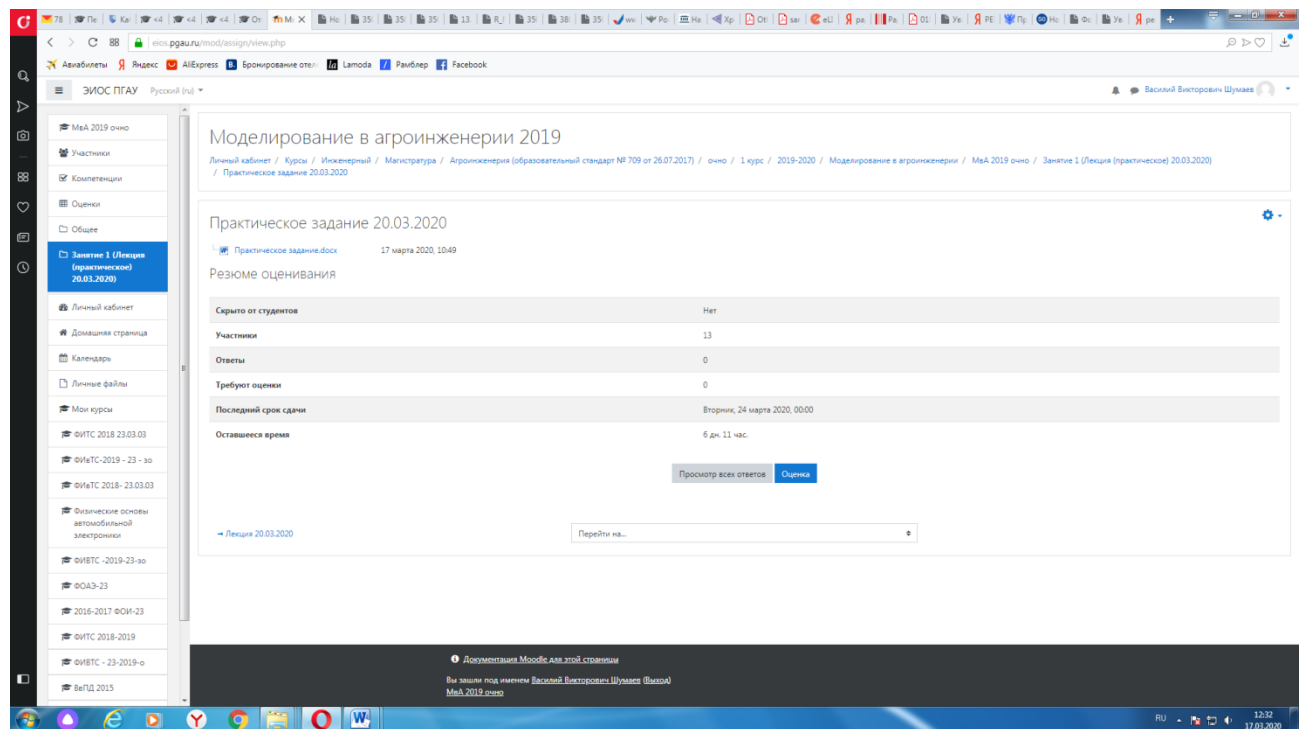 eios.pgau.ru/mod/assign/view.php
Авиабилеты Яндекс AliExpress Бронирование отел Lamoda Рамблер Facebook
ЭИОС ПГАУ Русский (ru)
Василий Викторович Шумаев
МвА 2019 очно
Участники
Компетенции
Оценки
Общее
Занятие 1 (Лекция
(практическое)
20.03.2020)
Личный кабинет
Домашняя страница
Календарь
Личные файлы
Мои курсы
ФИТС 2018 23.03.03
ФИвТС-2019 - 23 - зо
ФИвТС 2018- 23.03.03
Физические основы
автомобильной
электроники
ФИВТС -2019-23-зо
ФОАЭ-23
2016-2017 ФОИ-23
ФИТС 2018-2019
ФИВТС - 23-2019-о
ВеПД 2015
Моделирование в агроинженерии 2019
Личный кабинет / Курсы / Инженерный / Магистратура / Агроинженерия (образовательный стандарт № 709 от 26.07.2017) / очно / 1 курс / 2019-2020 / Моделирование в агроинженерии / МвА 2019 очно / Занятие 1 (Лекция (практическое) 20.03.2020)
/ Практическое задание 20.03.2020
Практическое задание 20.03.2020
Практическое задание.docx 17 марта 2020, 10:49
Резюме оценивания
Скрыто от студентов Нет
Участники 13
Ответы 0
Требуют оценки 0
Последний срок сдачи Вторник, 24 марта 2020, 00:00
Оставшееся время 6 дн. 11 час.
Просмотр всех ответов Оценка
→ Лекция 20.03.2020 Перейти на...
Документация Moodle для этой страницы
Вы зашли под именем Василий Викторович Шумаев (Выход)
МвА 2019 очно
RU 12:32
17.03.2020